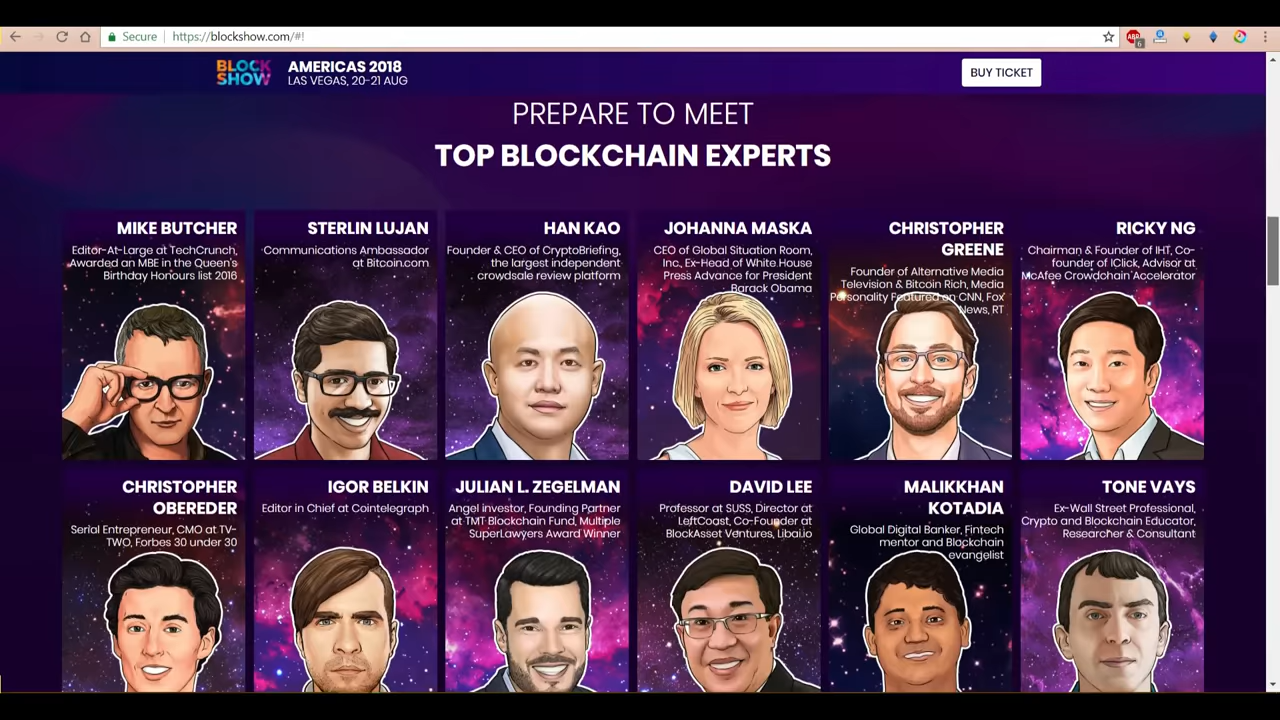 Secure
https://blockshow.com/#!
6
BLOCK
SHOW
AMERICAS 2018
LAS VEGAS, 20-21 AUG
BUY TICKET
PREPARE TO MEET
TOP BLOCKCHAIN EXPERTS
MIKE BUTCHER
Editor-At-Large at TechCrunch,
Awarded an MBE in the Queen's
Birthday Honours list 2016
STERLIN LUJAN
Communications Ambassador
at Bitcoin.com
HAN KAO
Founder & CEO of CryptoBriefing,
the largest independent
crowdsale review platform
JOHANNA MASKA
CEO of Global Situation Room,
Inc., Ex-Head of White House
Press Advance for President
Barack Obama
CHRISTOPHER
GREENE
Founder of Alternative Media
Television & Bitcoin Rich, Media
Personality Featured on CNN, Fox
News, RT
RICKY NG
Chairman & Founder of IHT, Co-
founder of IClick, Advisor at
McAfee Crowdchain Accelerator
CHRISTOPHER
OBEREDER
Serial Entrepreneur, CMO at TV-
TWO, Forbes 30 under 30
IGOR BELKIN
Editor in Chief at Cointelegraph
JULIAN L. ZEGELMAN
Angel investor, Founding Partner
at TMT Blockchain Fund, Multiple
SuperLawyers Award Winner
DAVID LEE
Professor at SUSS, Director at
LeftCoast, Co-Founder at
BlockAsset Ventures, Libai.io
MALIKKHAN
KOTADIA
Global Digital Banker, Fintech
mentor and Blockchain
evangelist
TONE VAYS
Ex-Wall Street Professional,
Crypto and Blockchain Educator,
Researcher & Consultant